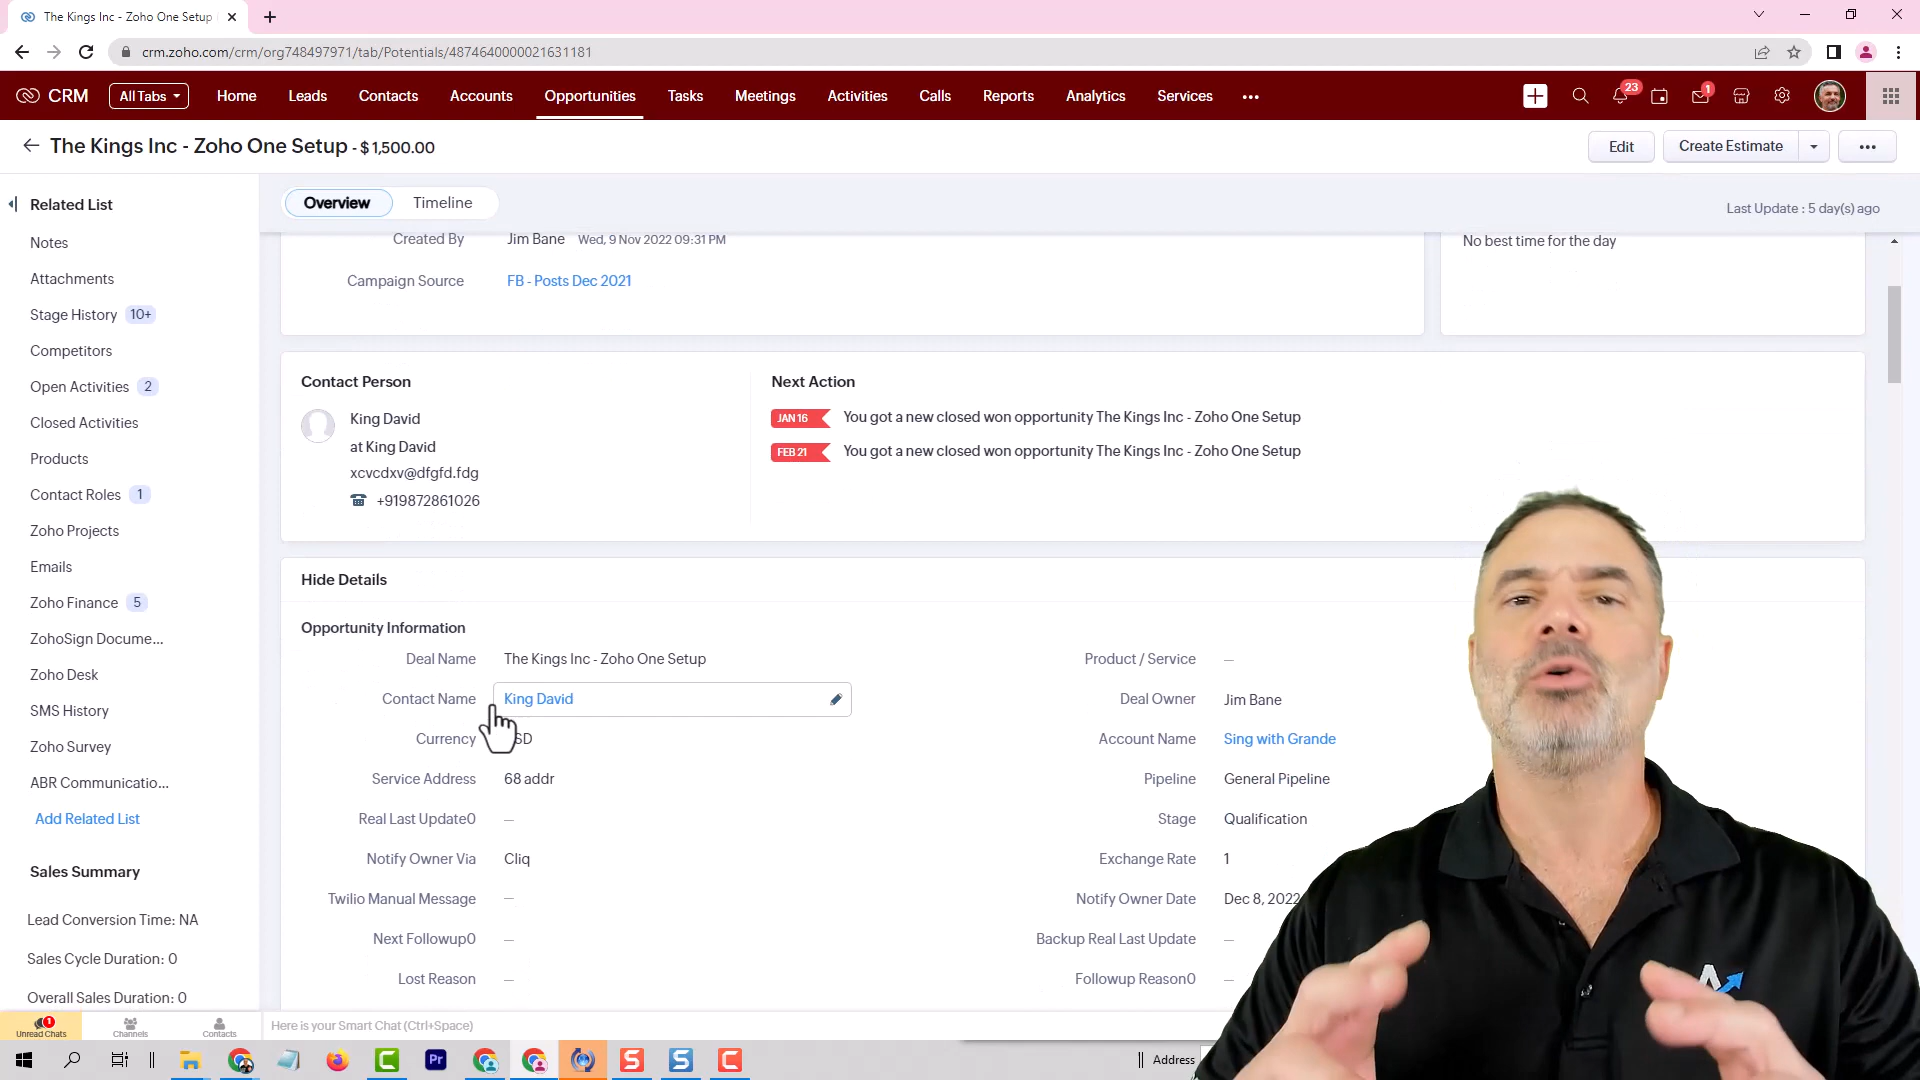 The Kings Inc - Zoho One Setup
crm.zoho.com/crm/org748497971/tab/Potentials/4874640000021631181
CRM
All Tabs
Home
Leads
Contacts
Accounts
Opportunities
Tasks
Meetings
Activities
Calls
Reports
Analytics
Services
23
1
The Kings Inc - Zoho One Setup - $ 1,500.00
Edit
Create Estimate
Related List
Notes
Attachments
Stage History 10+
Competitors
Open Activities 2
Closed Activities
Products
Contact Roles 1
Zoho Projects
Emails
Zoho Finance 5
ZohoSign Docume...
Zoho Desk
SMS History
Zoho Survey
ABR Communicatio...
Add Related List
Sales Summary
Lead Conversion Time: NA
Sales Cycle Duration: 0
Overall Sales Duration: 0
Overview
Timeline
Last Update : 5 day(s) ago
Created By Jim Bane Wed, 9 Nov 2022 09:31 PM
Campaign Source FB - Posts Dec 2021
No best time for the day
Contact Person
King David
at King David
xcvcdxv@dfgfd.fdg
+919872861026
Next Action
JAN 16 You got a new closed won opportunity The Kings Inc - Zoho One Setup
FEB 21 You got a new closed won opportunity The Kings Inc - Zoho One Setup
Hide Details
Opportunity Information
Deal Name The Kings Inc - Zoho One Setup
Contact Name King David
Currency SD
Service Address 68 addr
Real Last Update0 —
Notify Owner Via Cliq
Twilio Manual Message —
Next Followup0 —
Lost Reason —
Product / Service —
Deal Owner Jim Bane
Account Name Sing with Grande
Pipeline General Pipeline
Stage Qualification
Exchange Rate 1
Notify Owner Date Dec 8, 2022
Backup Real Last Update —
Followup Reason0 —
1
Unread Chats
Channels
Contacts
Here is your Smart Chat (Ctrl+Space)
Pr
S
S
C
Address